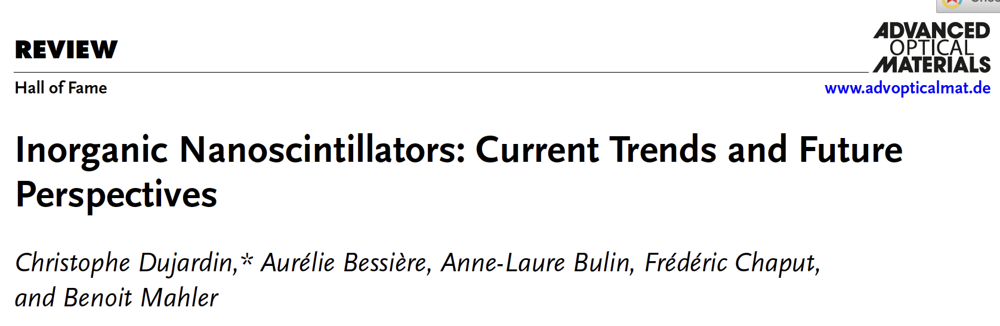 REVIEW
ADVANCED
OPTICAL
MATERIALS
Hall of Fame
www.advopticalmat.de
Inorganic Nanoscintillators: Current Trends and Future
Perspectives
Christophe Dujardin,* Aurélie Bessière, Anne-Laure Bulin, Frédéric Chaput,
and Benoit Mahler